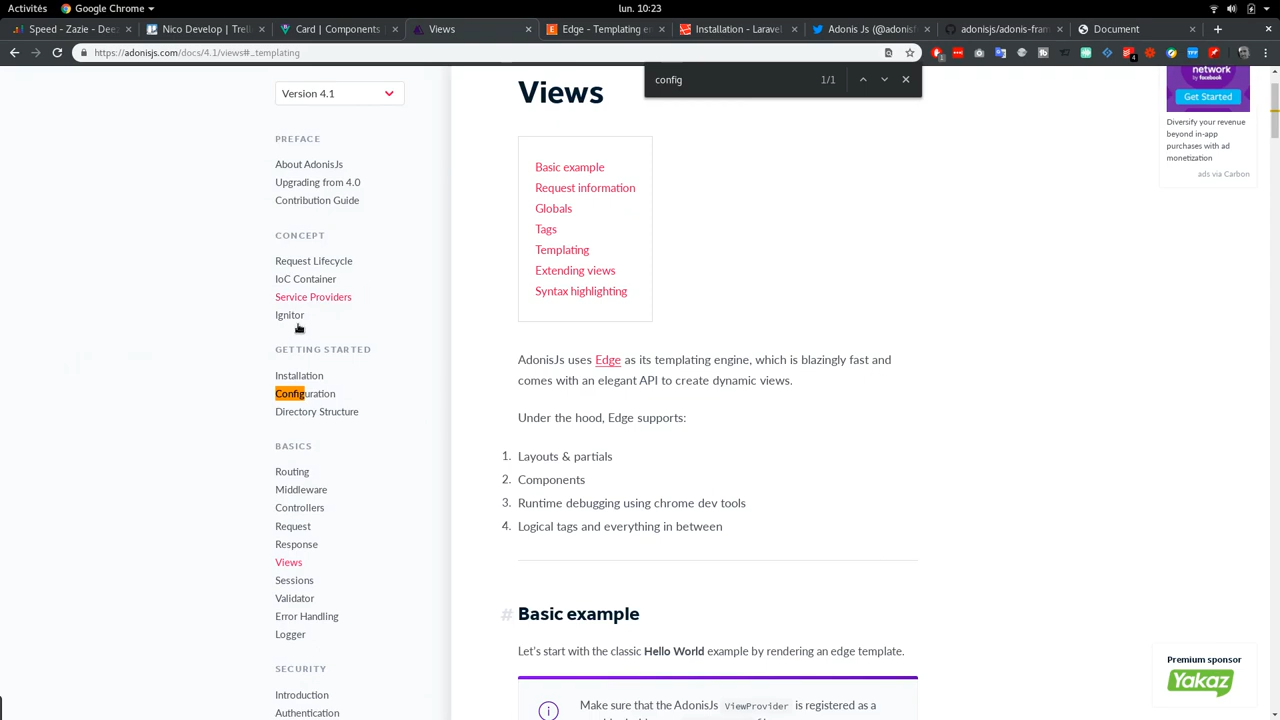 Activités
Google Chrome
lun. 10:23
Speed - Zazie - Dee
Nico Develop | Trelli
Card | Components
Views
Edge - Templating en
Installation - Laravel
Adonis Js (@adonisf
adonis/adonis-fram
Document
https://adonisjs.com/docs/4.1/views#_templating
config
1/1
Version 4.1
PREFACE
About AdonisJs
Upgrading from 4.0
Contribution Guide
CONCEPT
Request Lifecycle
IoC Container
Service Providers
Ignitor
GETTING STARTED
Installation
Configuration
Directory Structure
BASICS
Routing
Middleware
Controllers
Request
Response
Views
Sessions
Validator
Error Handling
Logger
SECURITY
Introduction
Authentication
Views
Basic example
Request information
Globals
Tags
Templating
Extending views
Syntax highlighting
AdonisJs uses Edge as its templating engine, which is blazingly fast and
comes with an elegant API to create dynamic views.
Under the hood, Edge supports:
1. Layouts & partials
2. Components
3. Runtime debugging using chrome dev tools
4. Logical tags and everything in between
# Basic example
Let's start with the classic Hello World example by rendering an edge template.
Make sure that the AdonisJs ViewProvider is registered as a
network
by facebook
Get Started
Diversify your revenue
beyond in-app
purchases with ad
monetization
ads via Carbon
Premium sponsor
Yakaz